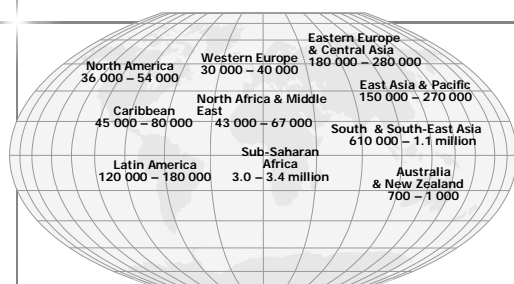 Eastern Europe
& Central Asia
180 000 – 280 000
Western Europe
30 000 – 40 000
North America
36 000 – 54 000
East Asia & Pacific
150 000 – 270 000
North Africa & Middle
East
43 000 – 67 000
Caribbean
45 000 – 80 000
South & South-East Asia
610 000 – 1.1 million
Sub-Saharan
Africa
3.0 – 3.4 million
Latin America
120 000 – 180 000
Australia
& New Zealand
700 – 1 000